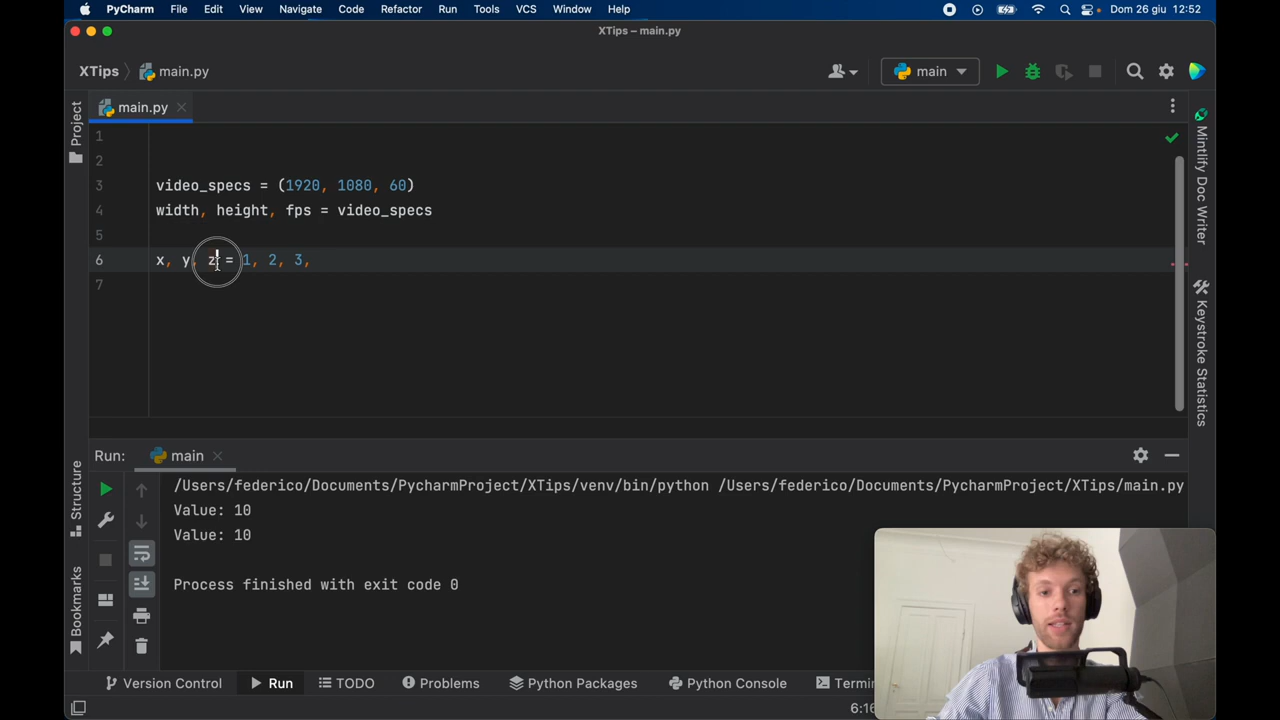 PyCharm File Edit View Navigate Code Refactor Run Tools VCS Window Help Dom 26 giu 12:52
XTips – main.py
XTips main.py main
main.py
Project
1
2
3 video_specs = (1920, 1080, 60)
4 width, height, fps = video_specs
5
6 x, y, z = 1, 2, 3,
7
Mintlify Doc Writer
Keystroke Statistics
Run: main
/Users/federico/Documents/PycharmProject/XTips/venv/bin/python /Users/federico/Documents/PycharmProject/XTips/main.py
Value: 10
Value: 10
Process finished with exit code 0
Structure
Bookmarks
Version Control Run TODO Problems Python Packages Python Console